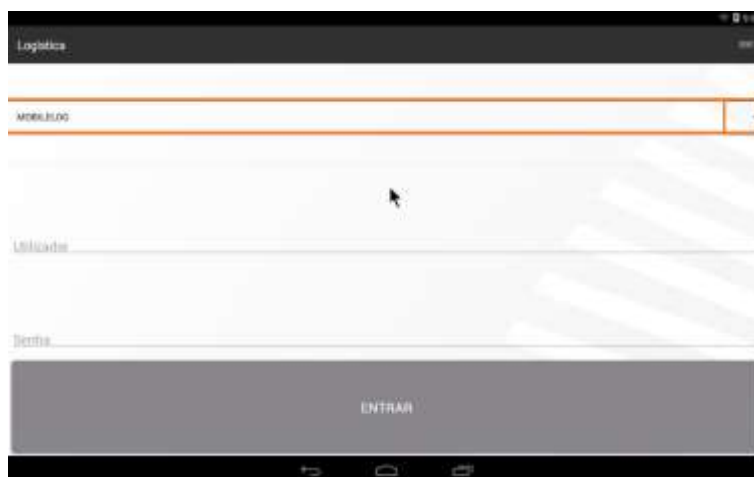 Logística
MOBILELOG
Utilizador
Senha
ENTRAR